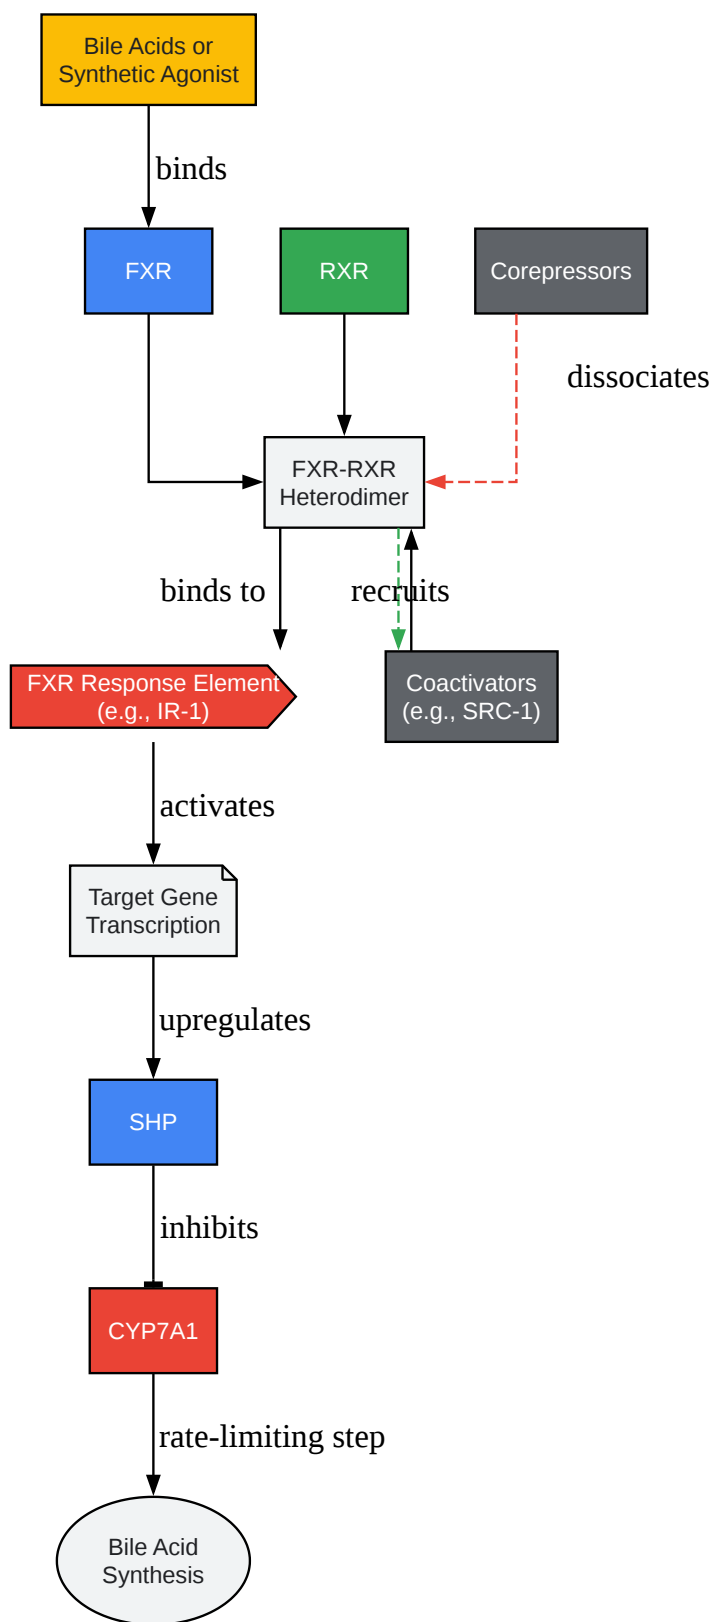 Bile Acids or
Synthetic Agonist
binds
FXR
RXR
Corepressors
dissociates
FXR-RXR
Heterodimer
binds to
recruits
FXR Response Element
(e.g., IR-1)
Coactivators
(e.g., SRC-1)
activates
Target Gene
Transcription
upregulates
SHP
inhibits
CYP7A1
rate-limiting step
Bile Acid
Synthesis